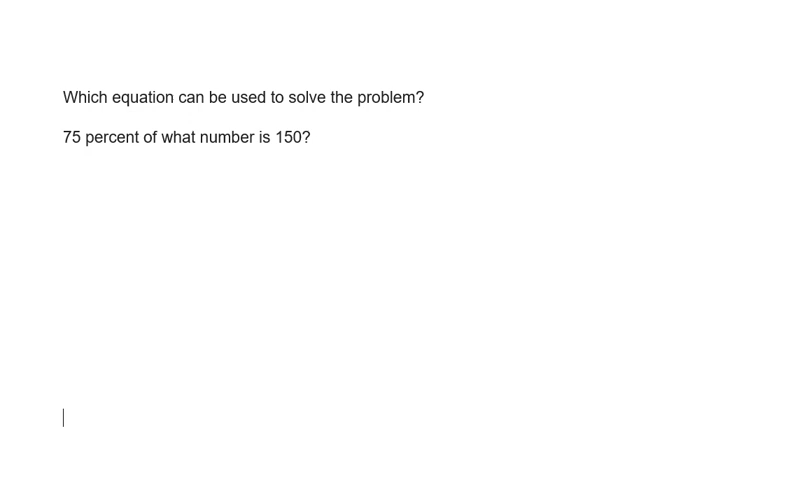 Which equation can be used to solve the problem?
75 percent of what number is 150?